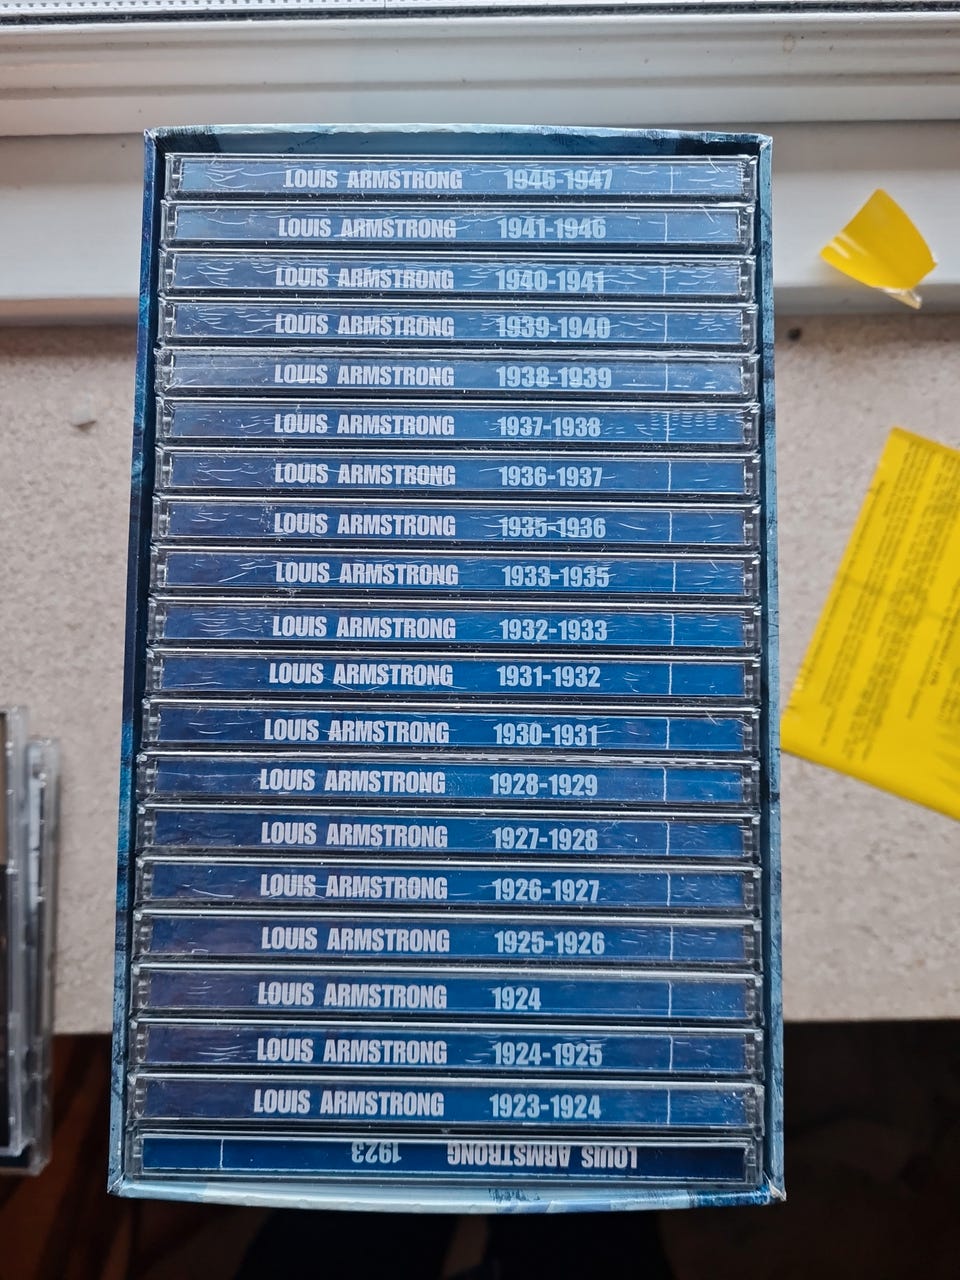 LOUIS ARMSTRONG 1946-1947
LOUIS ARMSTRONG 1941-1946
LOUIS ARMSTRONG 1940-1941
LOUIS ARMSTRONG 1939-1940
LOUIS ARMSTRONG 1938-1939
LOUIS ARMSTRONG 1937-1938
LOUIS ARMSTRONG 1936-1937
LOUIS ARMSTRONG 1935-1936
LOUIS ARMSTRONG 1933-1935
LOUIS ARMSTRONG 1932-1933
LOUIS ARMSTRONG 1931-1932
LOUIS ARMSTRONG 1930-1931
LOUIS ARMSTRONG 1928-1929
LOUIS ARMSTRONG 1927-1928
LOUIS ARMSTRONG 1926-1927
LOUIS ARMSTRONG 1925-1926
LOUIS ARMSTRONG 1924
LOUIS ARMSTRONG 1924-1925
LOUIS ARMSTRONG 1923-1924
LOUIS ARMSTRONG 1923